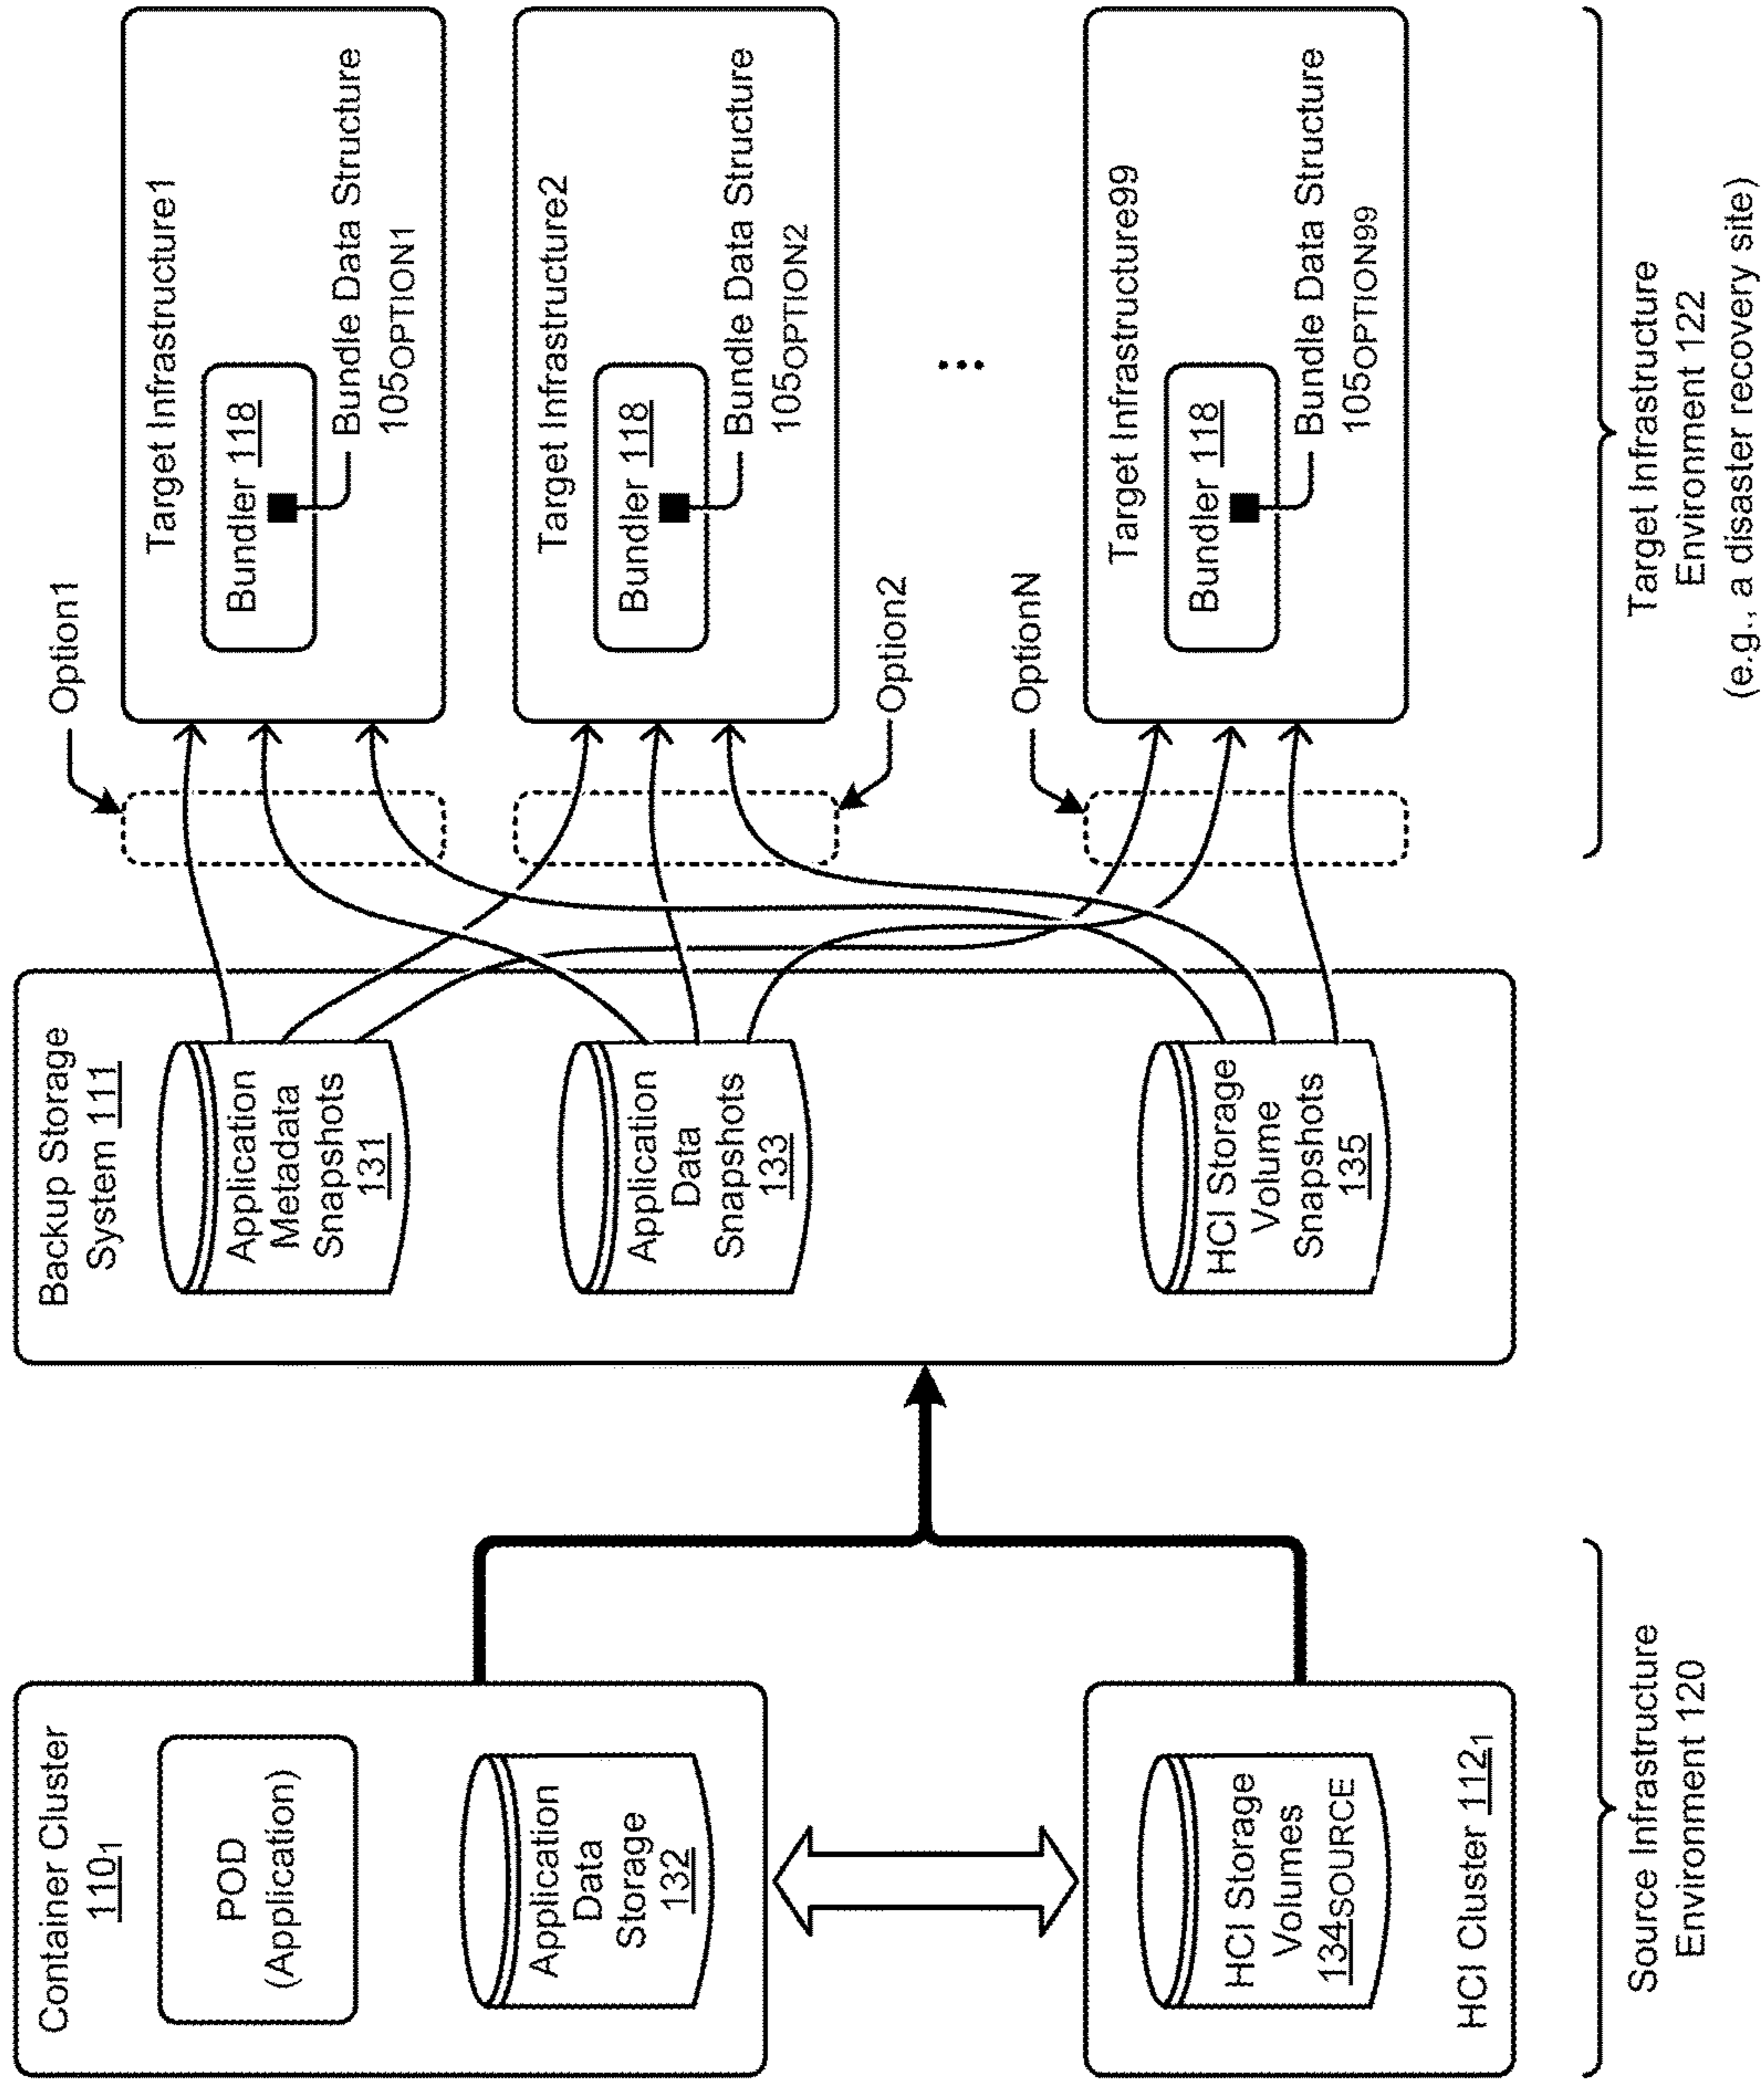 Container Cluster
110₁
POD
(Application)
Application
Data
Storage
132
HCI Storage
Volumes
134SOURCE
HCI Cluster 112₁
Source Infrastructure
Environment 120
Backup Storage
System 111
Application
Metadata
Snapshots
131
Application
Data
Snapshots
133
HCI Storage
Volume
Snapshots
135
Option1
Target Infrastructure1
Bundler 118
Bundle Data Structure
105OPTION1
Target Infrastructure2
Bundler 118
Bundle Data Structure
105OPTION2
Option2
...
OptionN
Target Infrastructure99
Bundler 118
Bundle Data Structure
105OPTION99
Target Infrastructure
Environment 122
(e.g., a disaster recovery site)